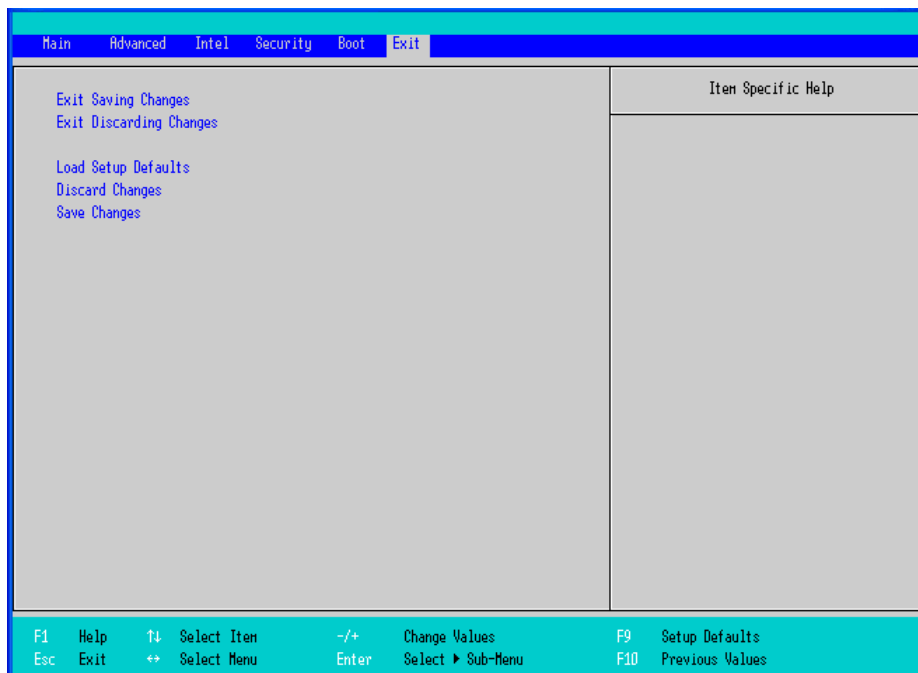 Main Advanced Intel Security Boot Exit
Item Specific Help
Exit Saving Changes
Exit Discarding Changes
Load Setup Defaults
Discard Changes
Save Changes
F1 Help ↑↓ Select Item -/+ Change Values F9 Setup Defaults
Esc Exit ↔ Select Menu Enter Select ▶ Sub-Menu F10 Previous Values